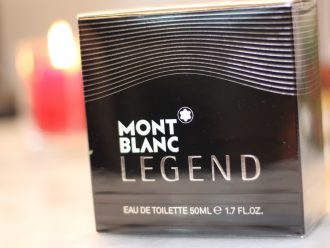 MONT
BLANC
LEGEND
EAU DE TOILETTE 50ML ℮ 1.7 FL.OZ.